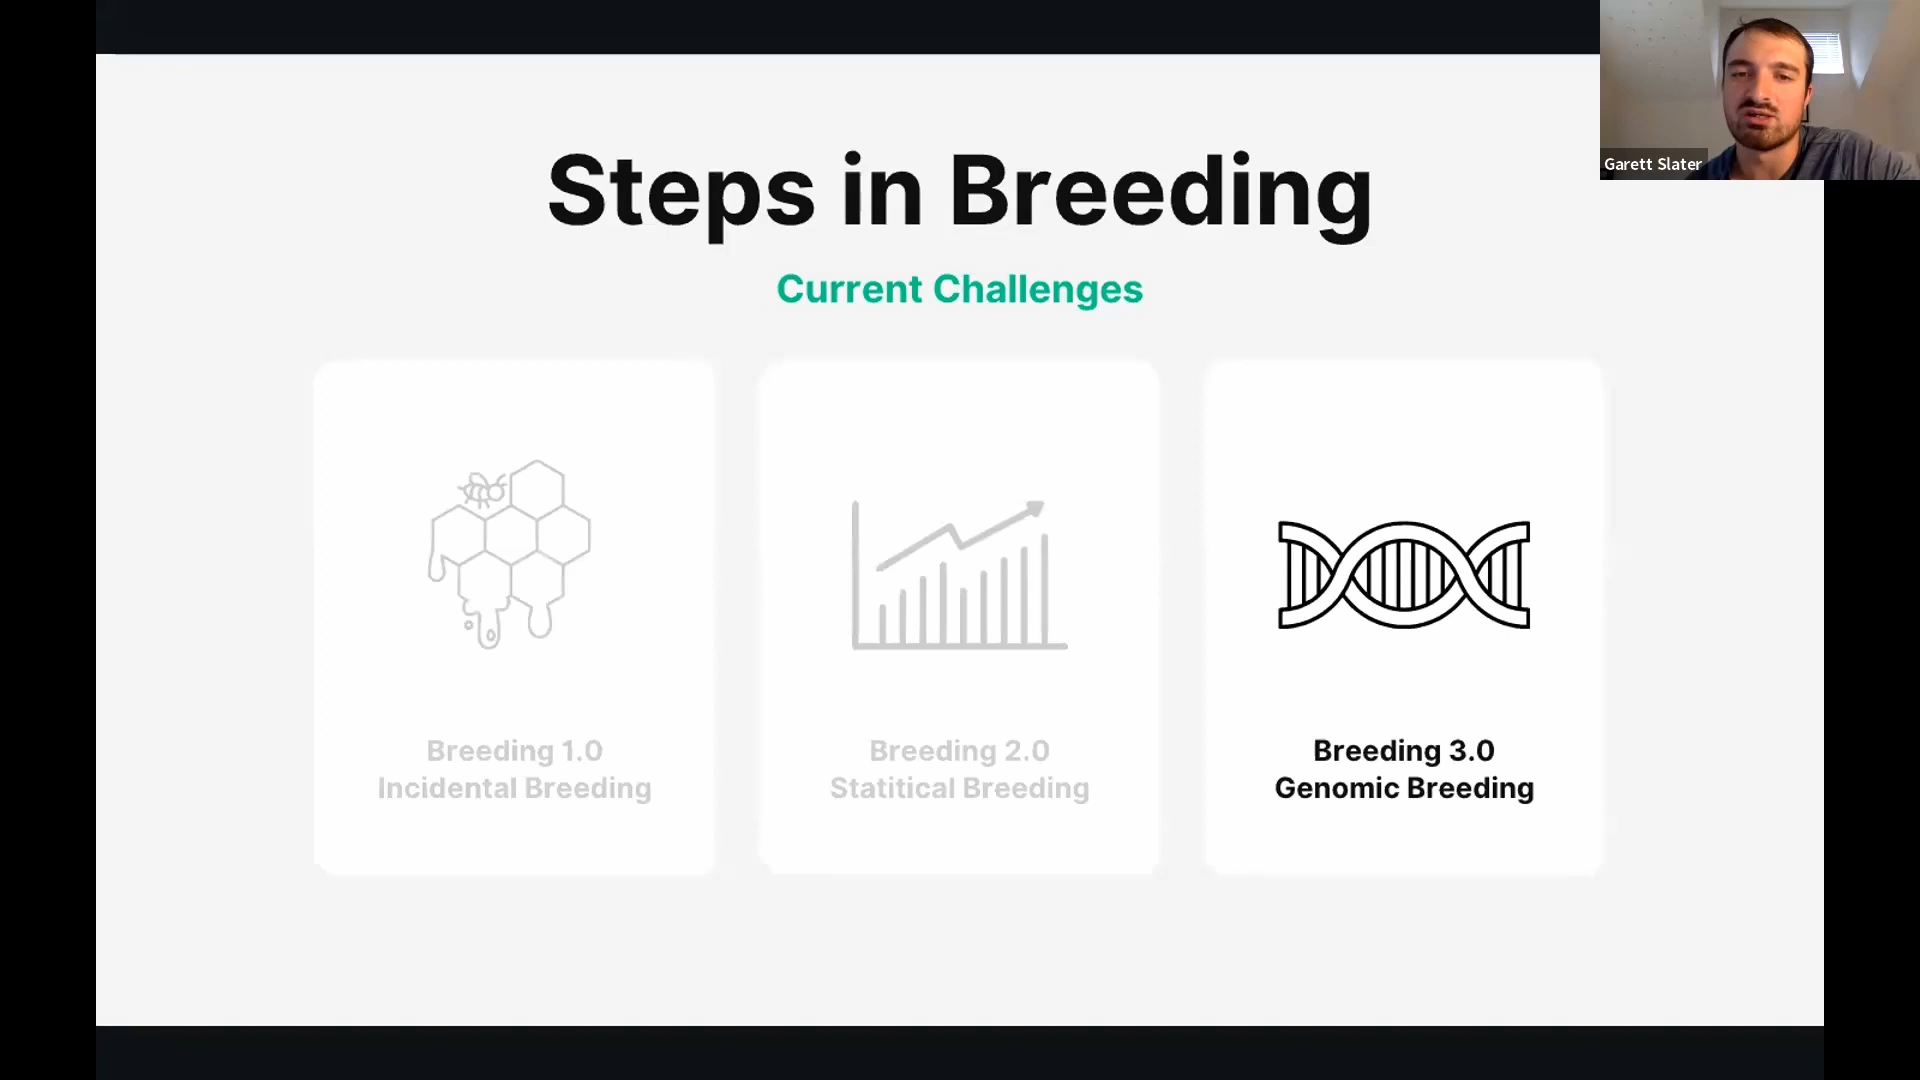 Steps in Breeding
Current Challenges
Breeding 1.0
Incidental Breeding
Breeding 2.0
Statitical Breeding
Breeding 3.0
Genomic Breeding
Garett Slater